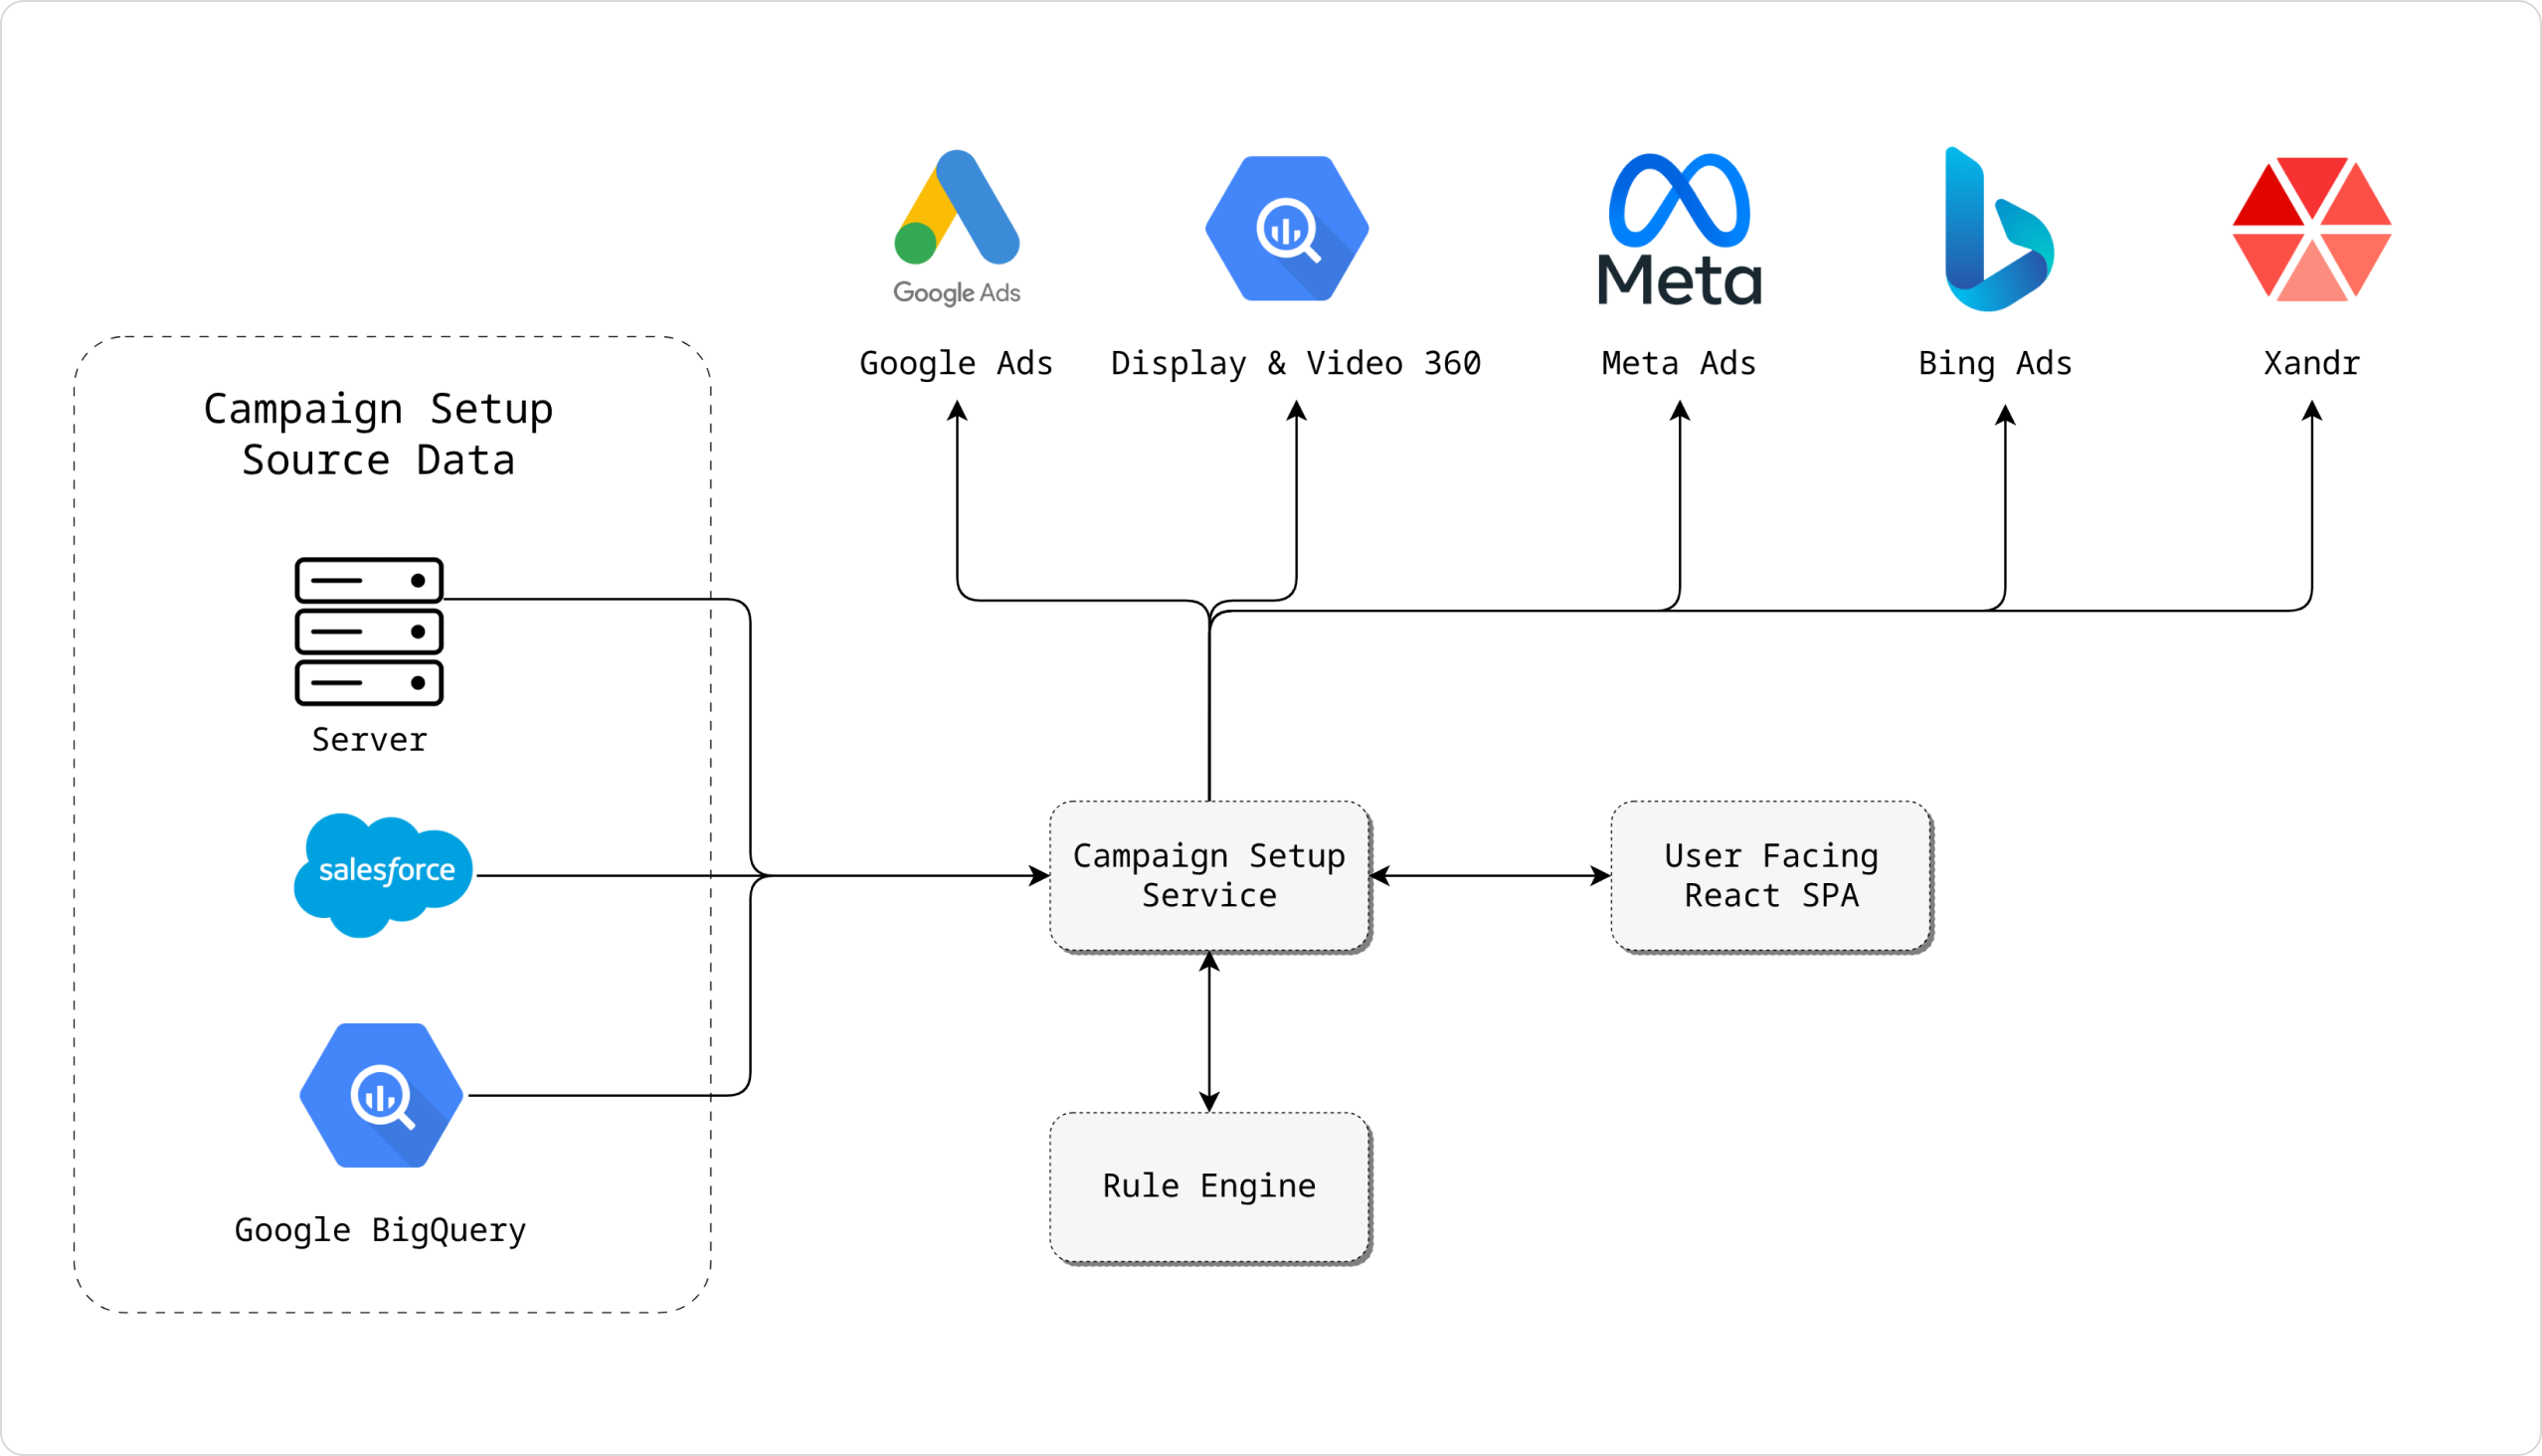 Google Ads
Meta
Google Ads
Display & Video 360
Meta Ads
Bing Ads
Xandr
Campaign Setup
Source Data
Server
salesforce
Google BigQuery
Campaign Setup
Service
User Facing
React SPA
Rule Engine